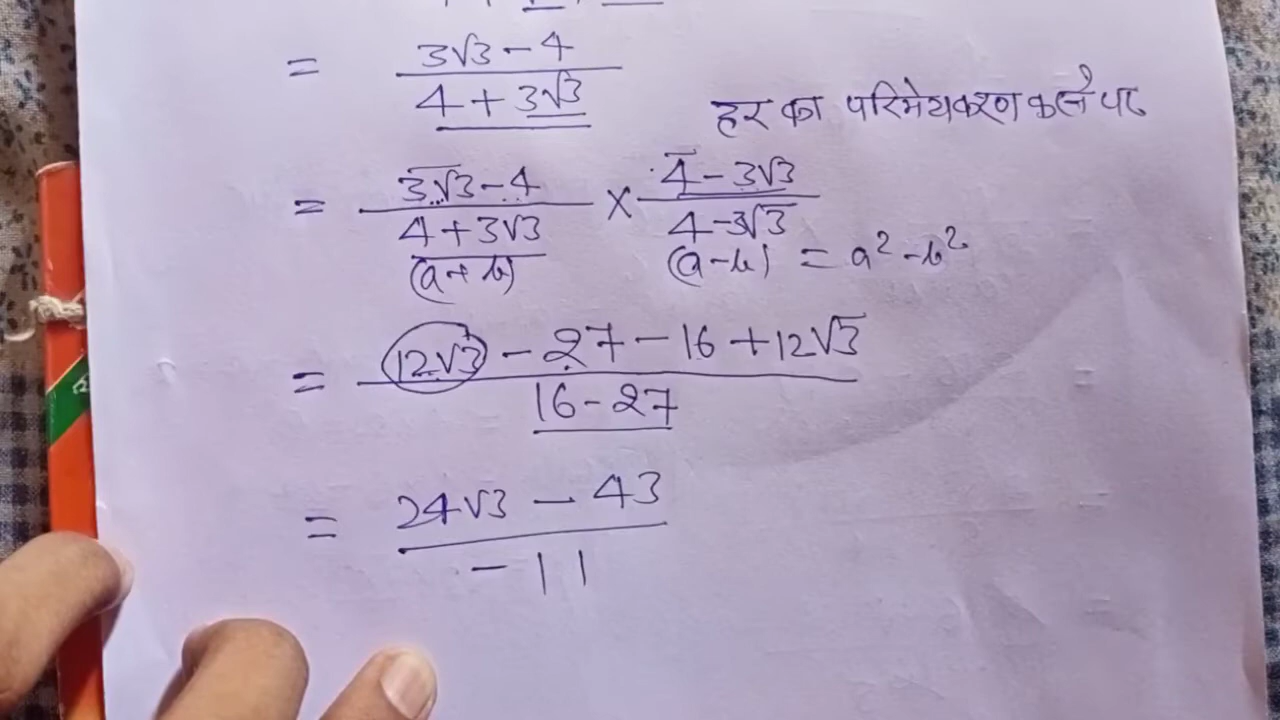 = 3√3 - 4
4 + 3√3
हर का परिमेयकरण करने पर
= 3√3 - 4 × 4 - 3√3
4 + 3√3 4 - 3√3
(a + b) (a - b) = a² - b²
= 12√3 - 27 - 16 + 12√3
16 - 27
= 24√3 - 43
- 11